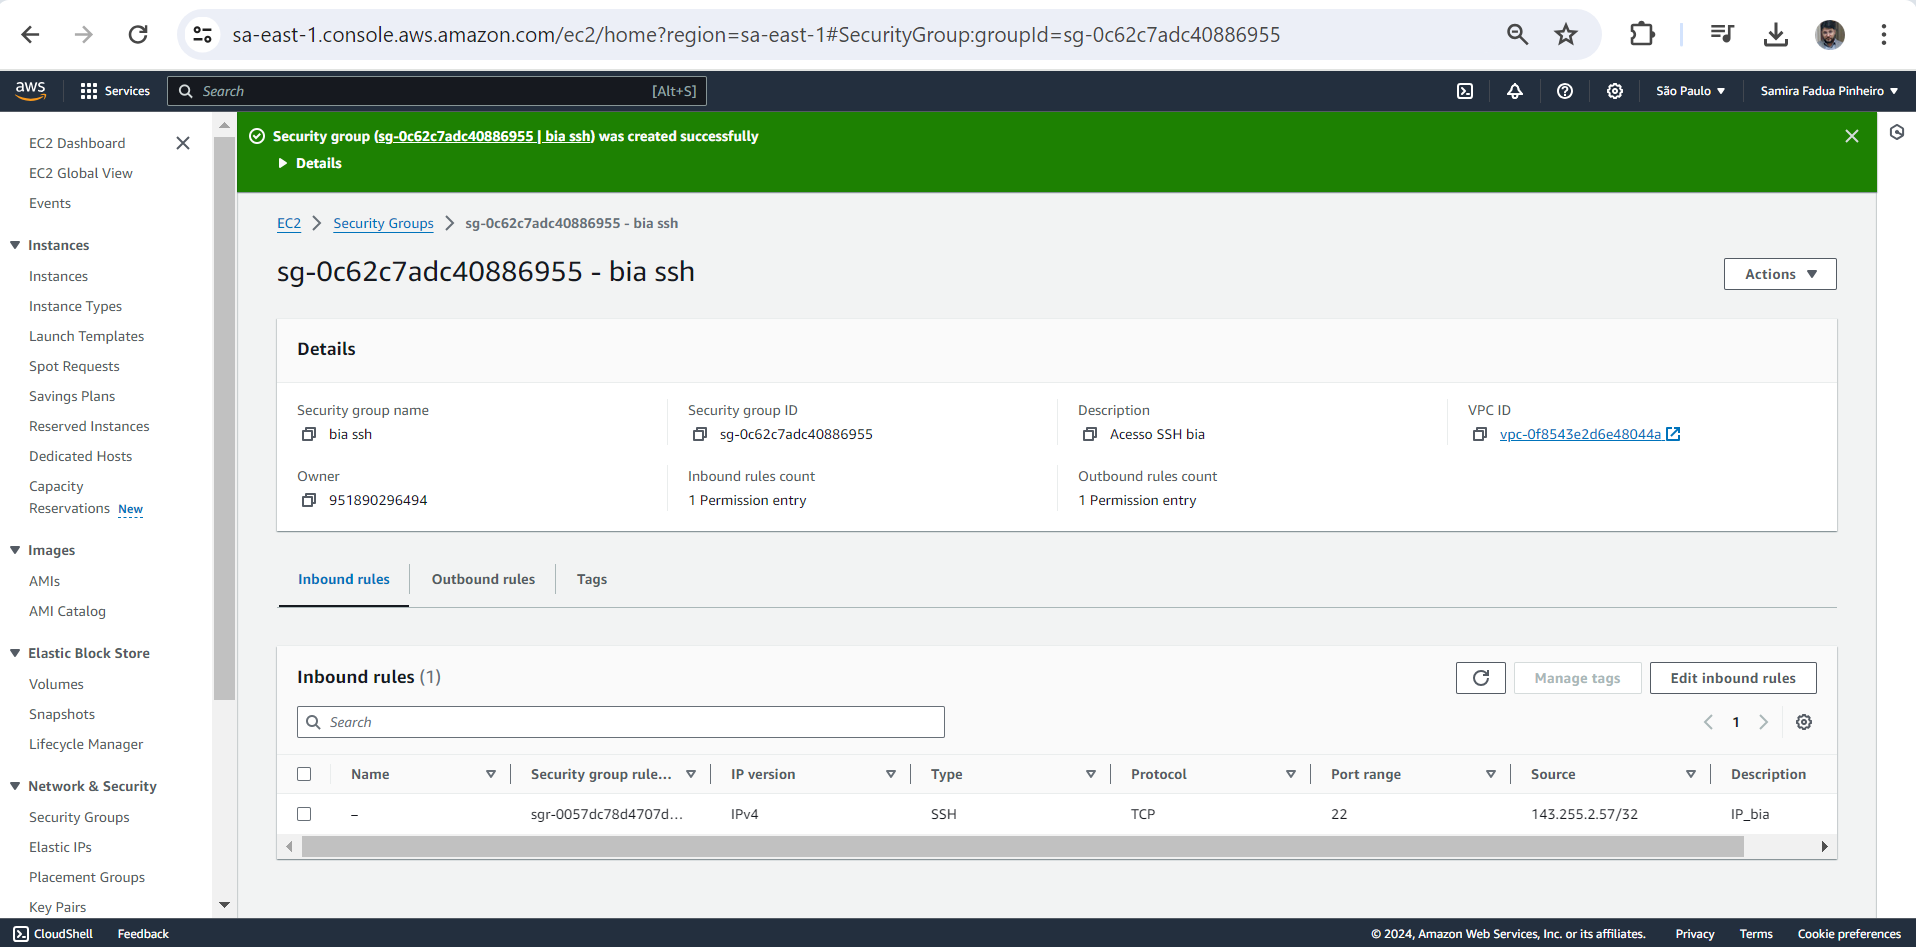 sa-east-1.console.aws.amazon.com/ec2/home?region=sa-east-1#SecurityGroup:groupId=sg-0c62c7adc40886955
aws
Services
Search
[Alt+S]
São Paulo
Samira Fadua Pinheiro
EC2 Dashboard
EC2 Global View
Events
Instances
Instances
Instance Types
Launch Templates
Spot Requests
Savings Plans
Reserved Instances
Dedicated Hosts
Capacity
Reservations New
Images
AMIs
AMI Catalog
Elastic Block Store
Volumes
Snapshots
Lifecycle Manager
Network & Security
Security Groups
Elastic IPs
Placement Groups
Key Pairs
Security group (sg-0c62c7adc40886955 | bia ssh) was created successfully
Details
EC2 Security Groups sg-0c62c7adc40886955 - bia ssh
sg-0c62c7adc40886955 - bia ssh
Actions
Details
Security group name
bia ssh
Security group ID
sg-0c62c7adc40886955
Description
Acesso SSH bia
VPC ID
vpc-0f8543e2d6e48044a
Owner
951890296494
Inbound rules count
1 Permission entry
Outbound rules count
1 Permission entry
Inbound rules
Outbound rules
Tags
Inbound rules (1)
Manage tags
Edit inbound rules
Search
1
Name Security group rule... IP version Type Protocol Port range Source Description
– sgr-0057dc78d4707d... IPv4 SSH TCP 22 143.255.2.57/32 IP_bia
CloudShell Feedback © 2024, Amazon Web Services, Inc. or its affiliates. Privacy Terms Cookie preferences